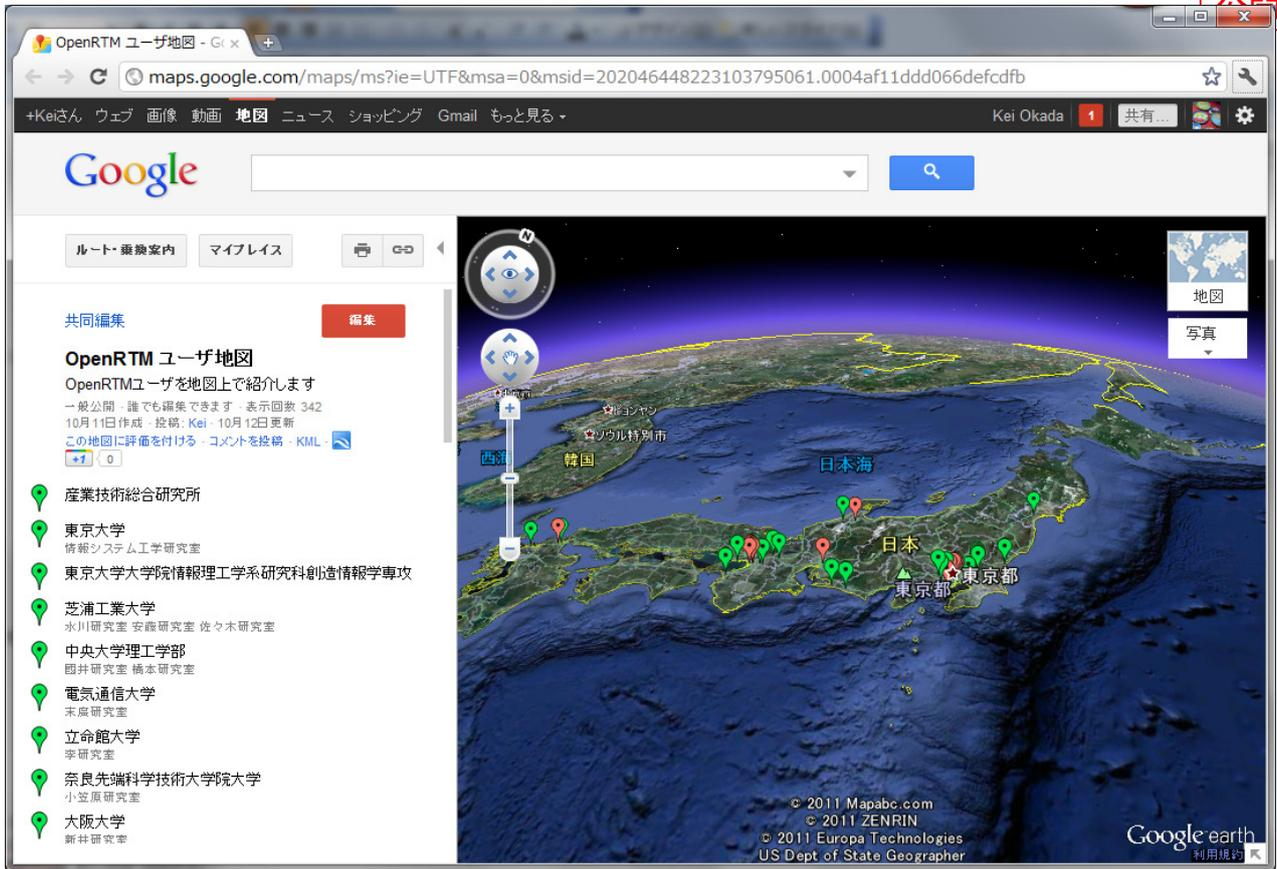 OpenRTM ユーザ地図 - G
maps.google.com/maps/ms?ie=UTF&msa=0&msid=202046448223103795061.0004af11ddd066defcdfb
+Keiさん ウェブ 画像 動画 地図 ニュース ショッピング Gmail もっと見る
Kei Okada 1 共有...
Google
ルート・乗換案内 マイプレイス
共同編集 編集
OpenRTM ユーザ地図
OpenRTMユーザを地図上で紹介します
一般公開 · 誰でも編集できます · 表示回数 342
10月11日作成 · 投稿: Kei · 10月12日更新
この地図に評価を付ける · コメントを投稿 · KML ·
+1 0
産業技術総合研究所
東京大学
情報システム工学研究室
東京大学大学院情報理工学系研究科創造情報学専攻
芝浦工業大学
水川研究室 安藤研究室 佐々木研究室
中央大学理工学部
國井研究室 橋本研究室
電気通信大学
末廣研究室
立命館大学
李研究室
奈良先端科学技術大学院大学
小笠原研究室
大阪大学
新井研究室
N
地図
写真
ピョンヤン
ソウル特別市
西海
韓国
日本海
日本
東京都
東京都
© 2011 Mapabc.com
© 2011 ZENRIN
© 2011 Europa Technologies
US Dept of State Geographer
Google earth
利用規約